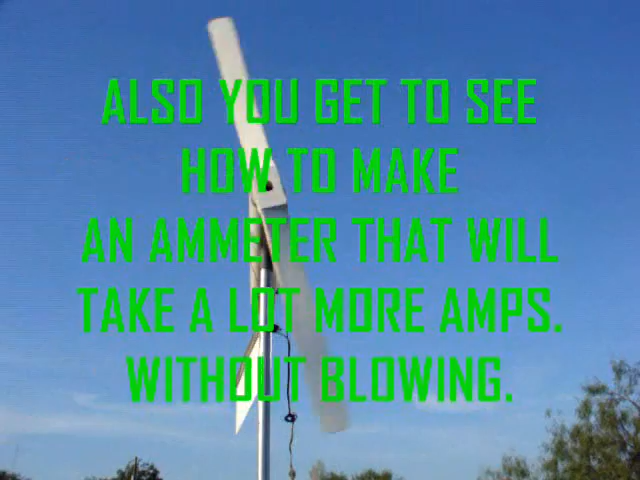 ALSO YOU GET TO SEE
HOW TO MAKE
AN AMMETER THAT WILL
TAKE A LOT MORE AMPS.
WITHOUT BLOWING.